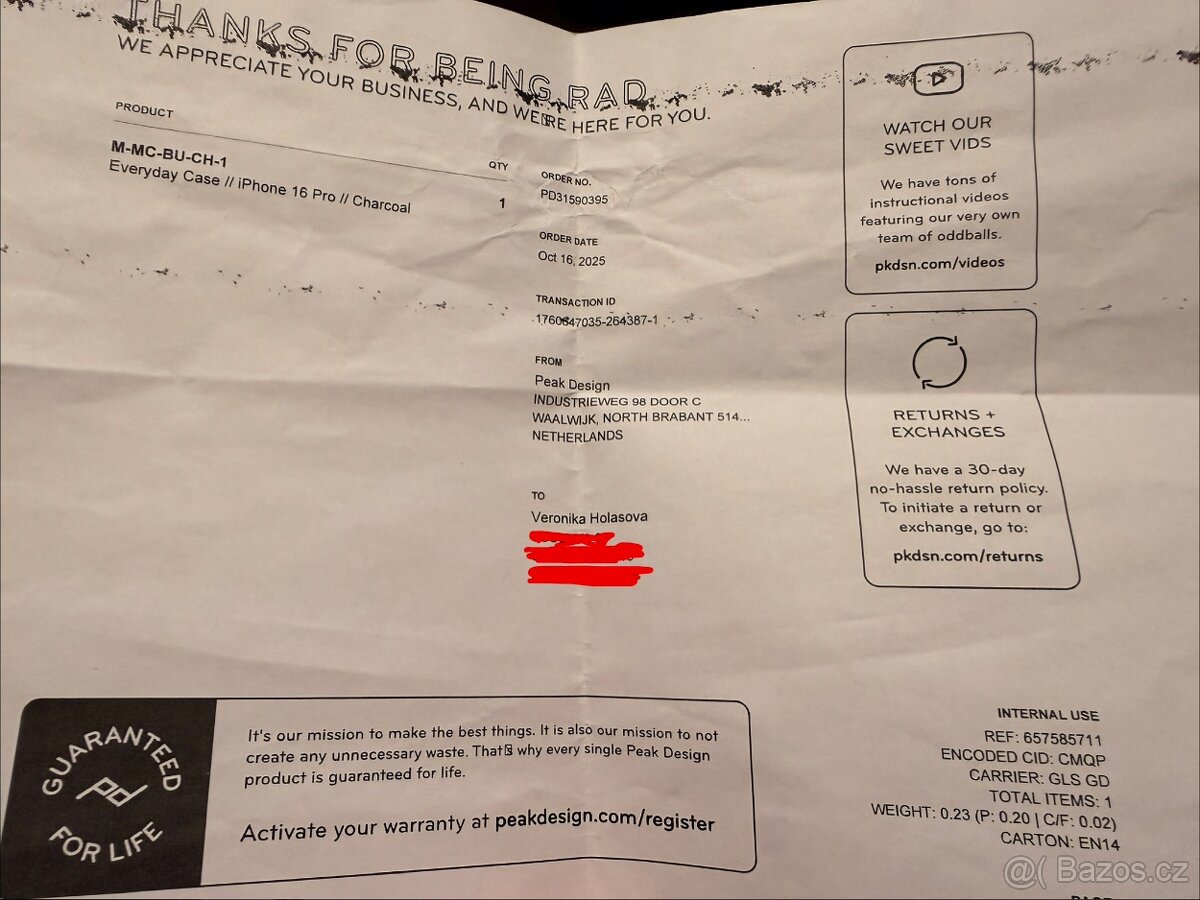 THANKS FOR BEING RAD
WE APPRECIATE YOUR BUSINESS, AND WE▯RE HERE FOR YOU.
PRODUCT
QTY
M-MC-BU-CH-1
Everyday Case // iPhone 16 Pro // Charcoal
1
ORDER NO.
PD31590395
ORDER DATE
Oct 16, 2025
TRANSACTION ID
1760647035-264387-1
FROM
Peak Design
INDUSTRIEWEG 98 DOOR C
WAALWIJK, NORTH BRABANT 514...
NETHERLANDS
TO
Veronika Holasova
WATCH OUR
SWEET VIDS
We have tons of
instructional videos
featuring our very own
team of oddballs.
pkdsn.com/videos
RETURNS +
EXCHANGES
We have a 30-day
no-hassle return policy.
To initiate a return or
exchange, go to:
pkdsn.com/returns
GUARANTEED
pd
FOR LIFE
It's our mission to make the best things. It is also our mission to not
create any unnecessary waste. That▯ why every single Peak Design
product is guaranteed for life.
Activate your warranty at peakdesign.com/register
INTERNAL USE
REF: 657585711
ENCODED CID: CMQP
CARRIER: GLS GD
TOTAL ITEMS: 1
WEIGHT: 0.23 (P: 0.20 | C/F: 0.02)
CARTON: EN14
@( Bazos.cz